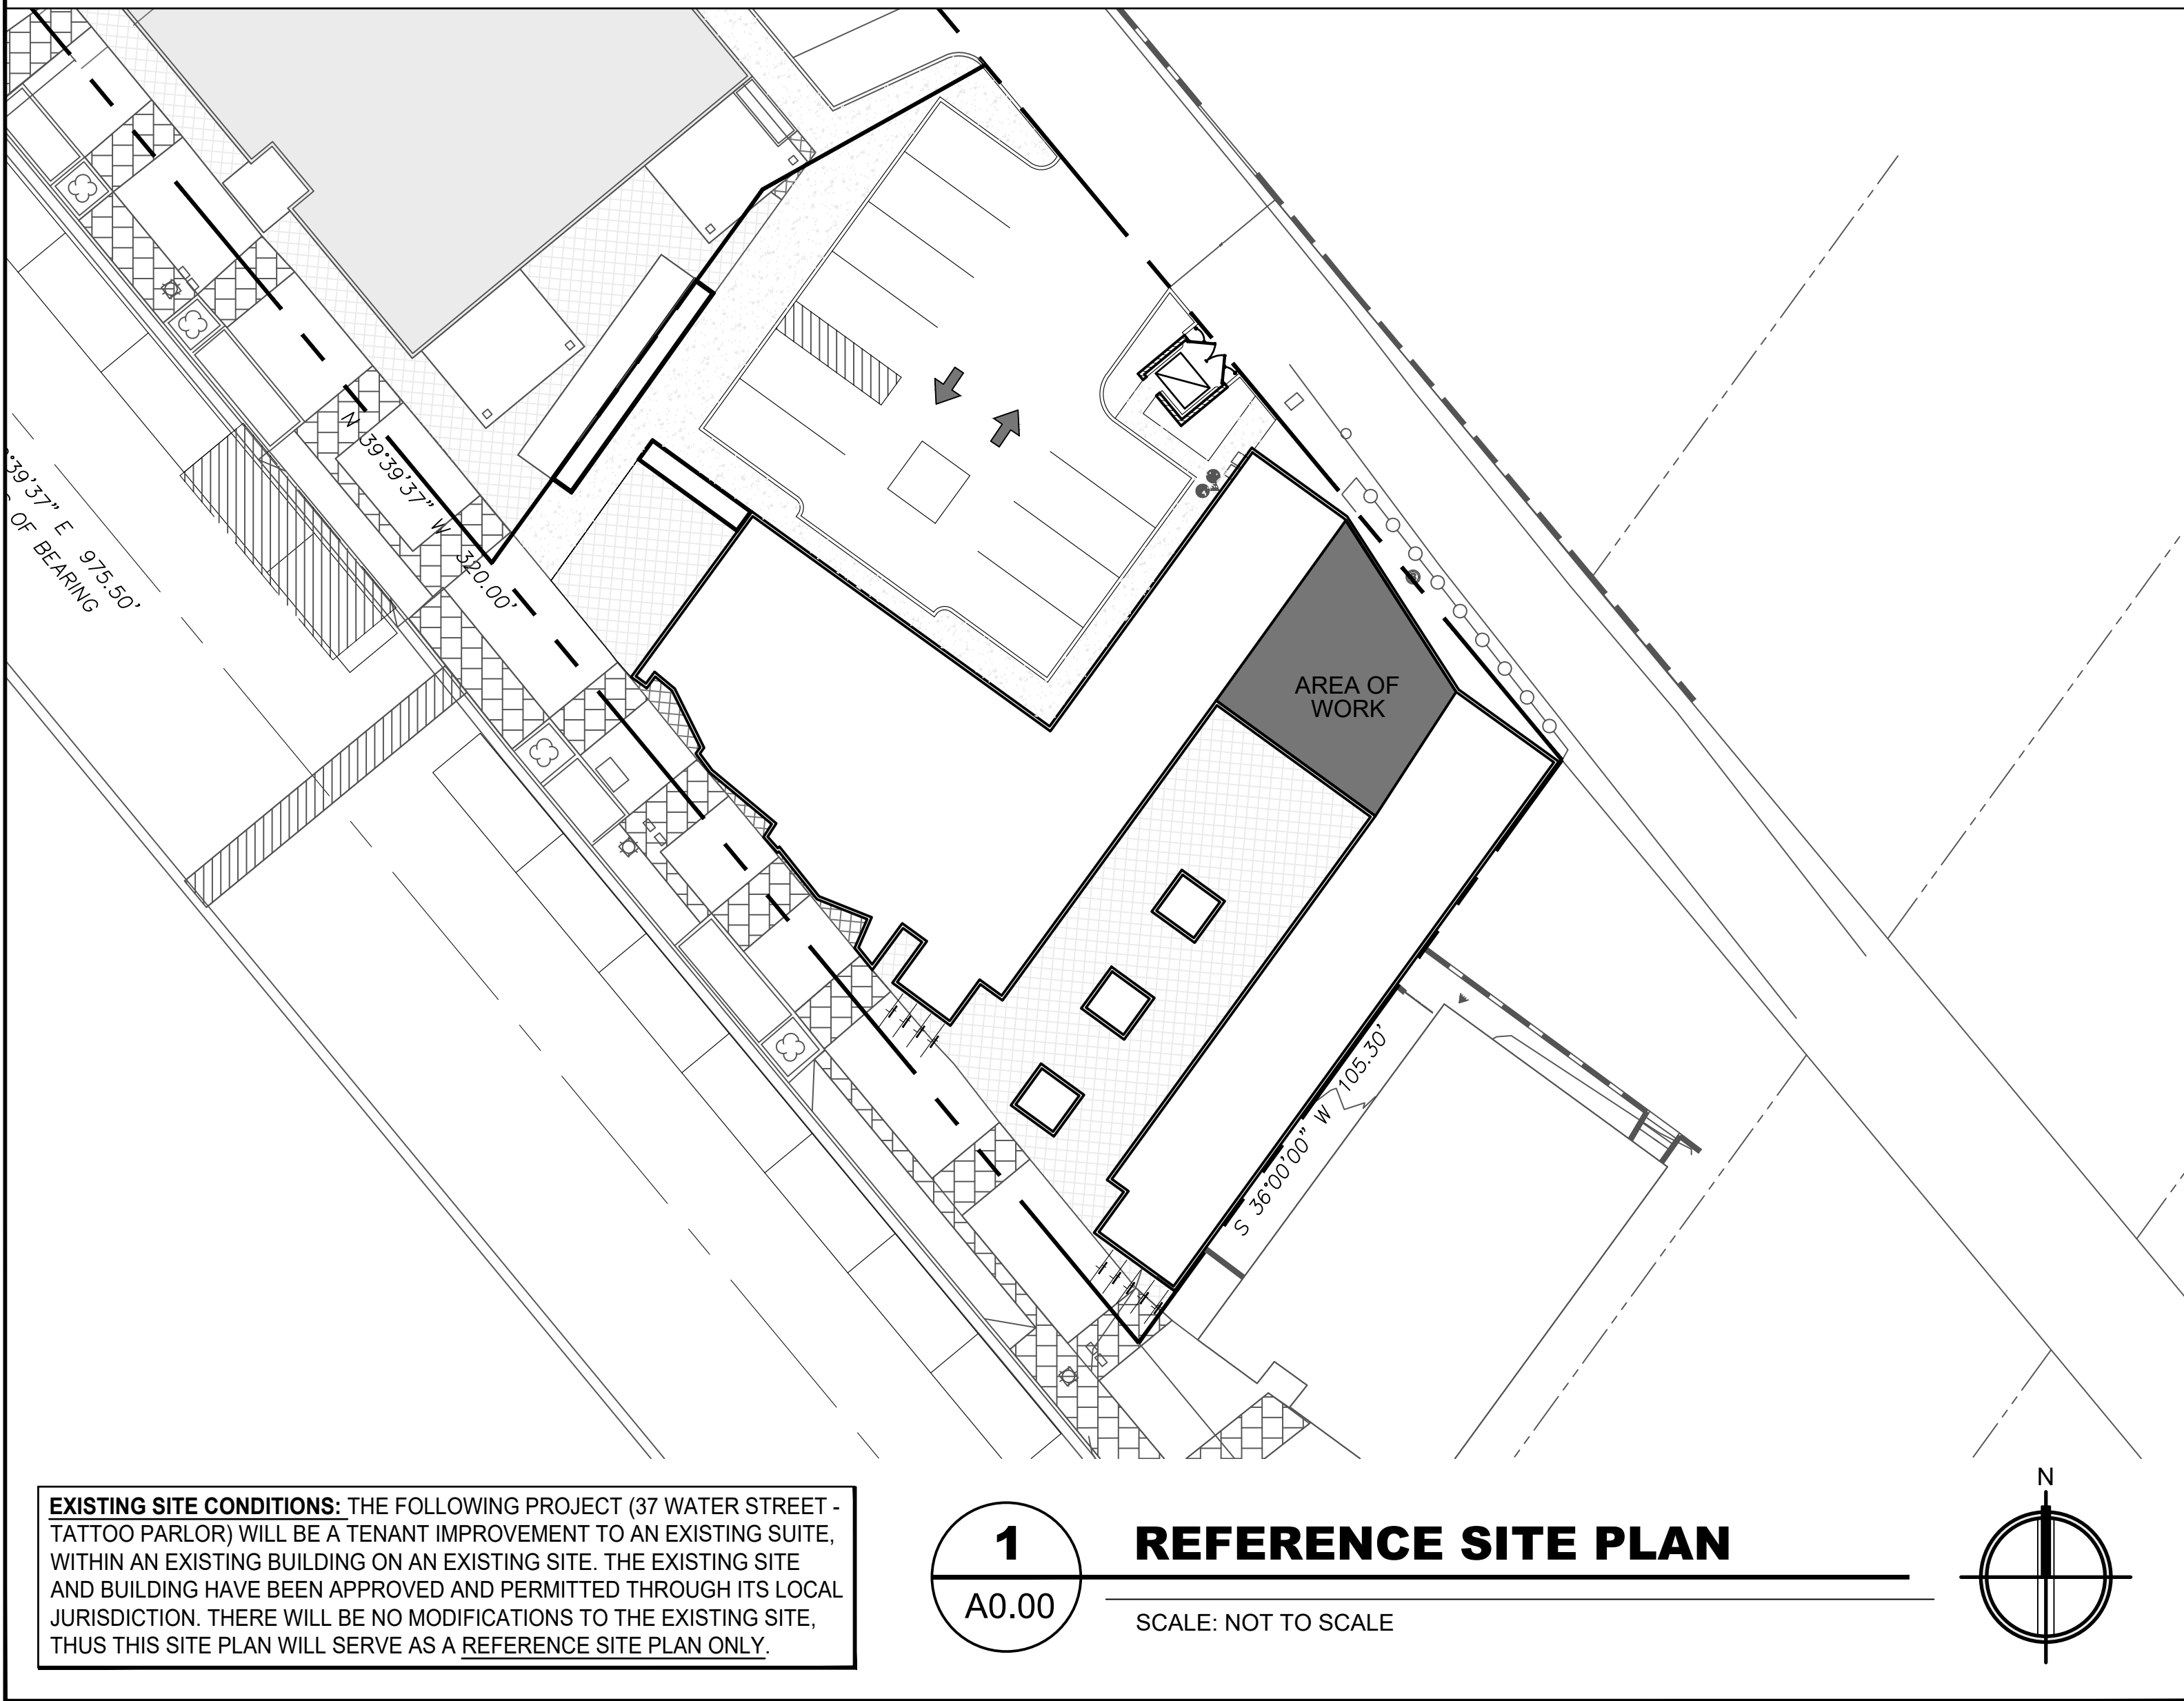 N 39°39'37" W 320.00'
°39'37" E 975.50'
OF BEARING
AREA OF
WORK
S 36°00'00" W 105.30'
EXISTING SITE CONDITIONS: THE FOLLOWING PROJECT (37 WATER STREET -
TATTOO PARLOR) WILL BE A TENANT IMPROVEMENT TO AN EXISTING SUITE,
WITHIN AN EXISTING BUILDING ON AN EXISTING SITE. THE EXISTING SITE
AND BUILDING HAVE BEEN APPROVED AND PERMITTED THROUGH ITS LOCAL
JURISDICTION. THERE WILL BE NO MODIFICATIONS TO THE EXISTING SITE,
THUS THIS SITE PLAN WILL SERVE AS A REFERENCE SITE PLAN ONLY.
1
A0.00
REFERENCE SITE PLAN
SCALE: NOT TO SCALE
N